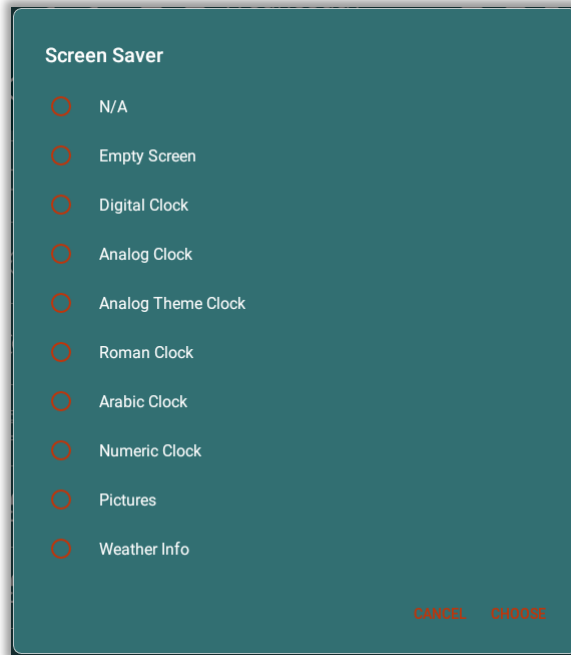 Screen Saver
N/A
Empty Screen
Digital Clock
Analog Clock
Analog Theme Clock
Roman Clock
Arabic Clock
Numeric Clock
Pictures
Weather Info
CANCEL CHOOSE